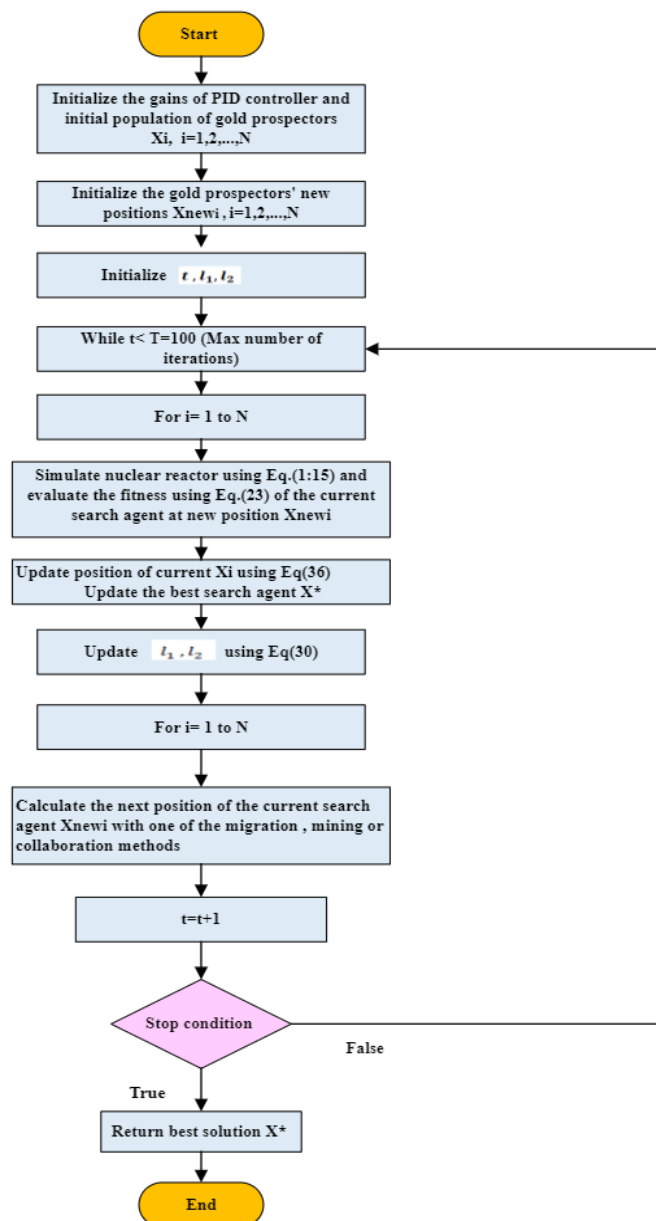 Start
Initialize the gains of PID controller and
initial population of gold prospectors
Xi, i=1,2,...,N
Initialize the gold prospectors' new
positions Xnewi , i=1,2,...,N
Initialize t , l₁, l₂
While t< T=100 (Max number of
iterations)
For i= 1 to N
Simulate nuclear reactor using Eq.(1:15) and
evaluate the fitness using Eq.(23) of the current
search agent at new position Xnewi
Update position of current Xi using Eq(36)
Update the best search agent X*
Update l₁ , l₂ using Eq(30)
For i= 1 to N
Calculate the next position of the current search
agent Xnewi with one of the migration , mining or
collaboration methods
t=t+1
Stop condition
False
True
Return best solution X*
End